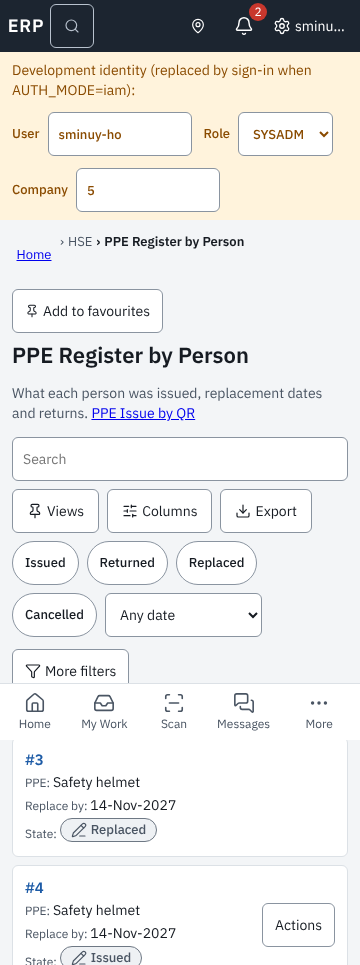 ERP
2
sminu...
Development identity (replaced by sign-in when
AUTH_MODE=iam):
User sminuy-ho Role SYSADM
Company 5
Home › HSE › PPE Register by Person
Add to favourites
PPE Register by Person
What each person was issued, replacement dates
and returns. PPE Issue by QR
Search
Views Columns Export
Issued Returned Replaced
Cancelled Any date
More filters
Home My Work Scan Messages More
#3
PPE: Safety helmet
Replace by: 14-Nov-2027
State: Replaced
#4
PPE: Safety helmet
Replace by: 14-Nov-2027
Actions
State: Issued